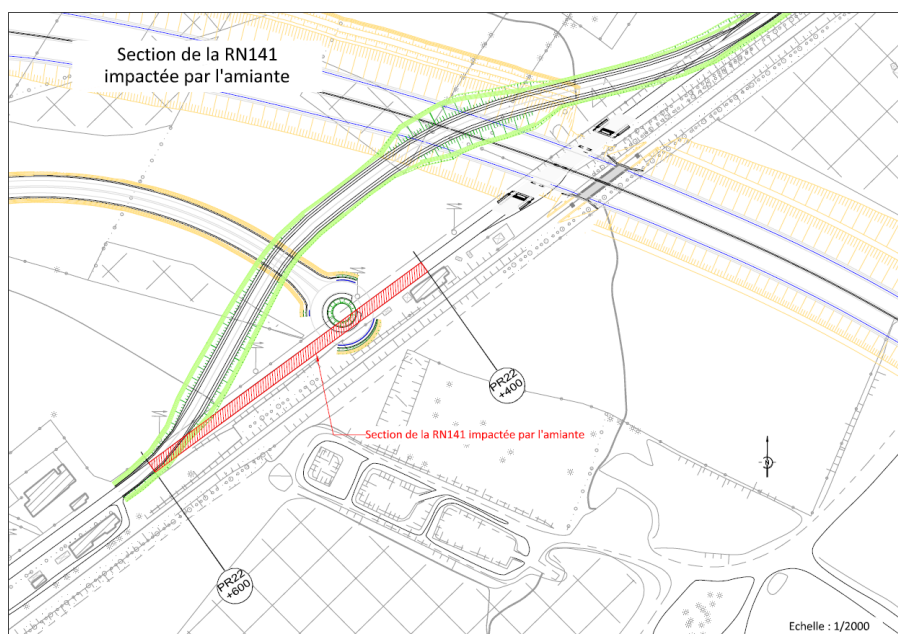 Section de la RN141
impactée par l'amiante
PR22
+400
Section de la RN141 impactée par l'amiante
N
PR22
+600
Echelle : 1/2000